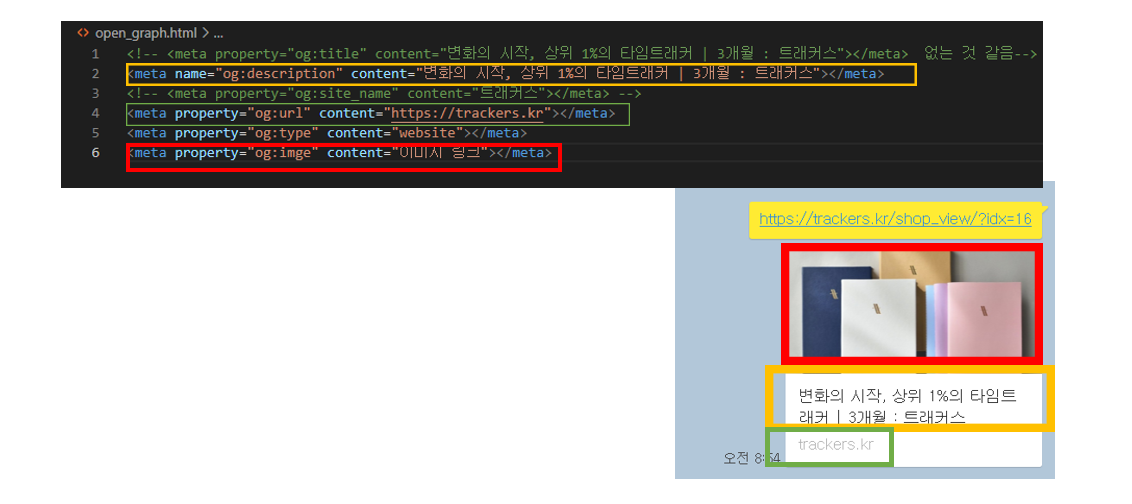 <> open_graph.html > ...
1 <!-- <meta property="og:title" content="변화의 시작, 상위 1%의 타임트래커 | 3개월 : 트래커스"></meta> 없는 것 같음-->
2 <meta name="og:description" content="변화의 시작, 상위 1%의 타임트래커 | 3개월 : 트래커스"></meta>
3 <!-- <meta property="og:site_name" content="트래커스"></meta> -->
4 <meta property="og:url" content="https://trackers.kr"></meta>
5 <meta property="og:type" content="website"></meta>
6 <meta property="og:imge" content="이미지 링크"></meta>
https://trackers.kr/shop_view/?idx=16
변화의 시작, 상위 1%의 타임트
래커 | 3개월 : 트래커스
trackers.kr
오전 8:54